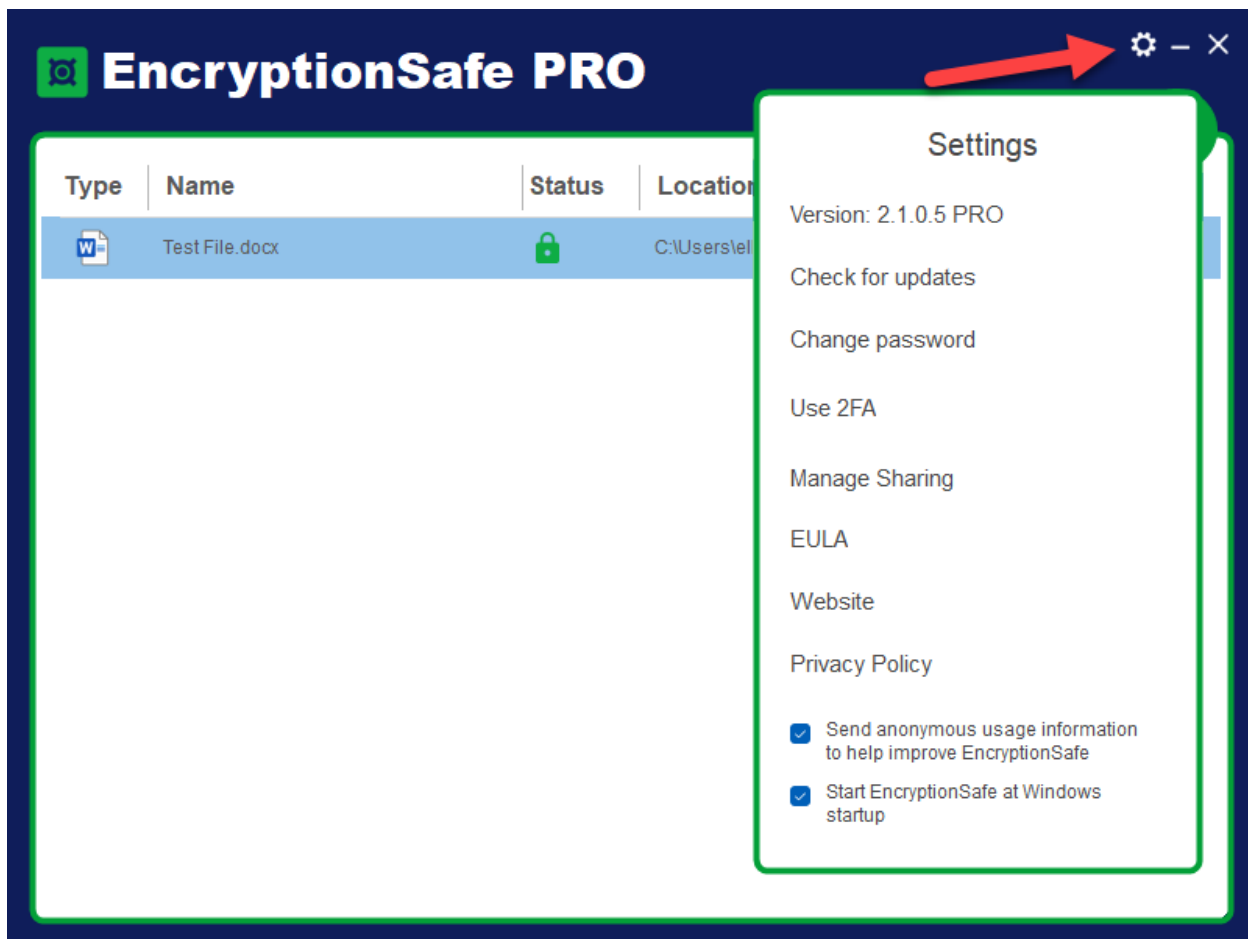 EncryptionSafe PRO
Type Name Status Location
Test File.docx C:\Users\el
Settings
Version: 2.1.0.5 PRO
Check for updates
Change password
Use 2FA
Manage Sharing
EULA
Website
Privacy Policy
Send anonymous usage information
to help improve EncryptionSafe
Start EncryptionSafe at Windows
startup